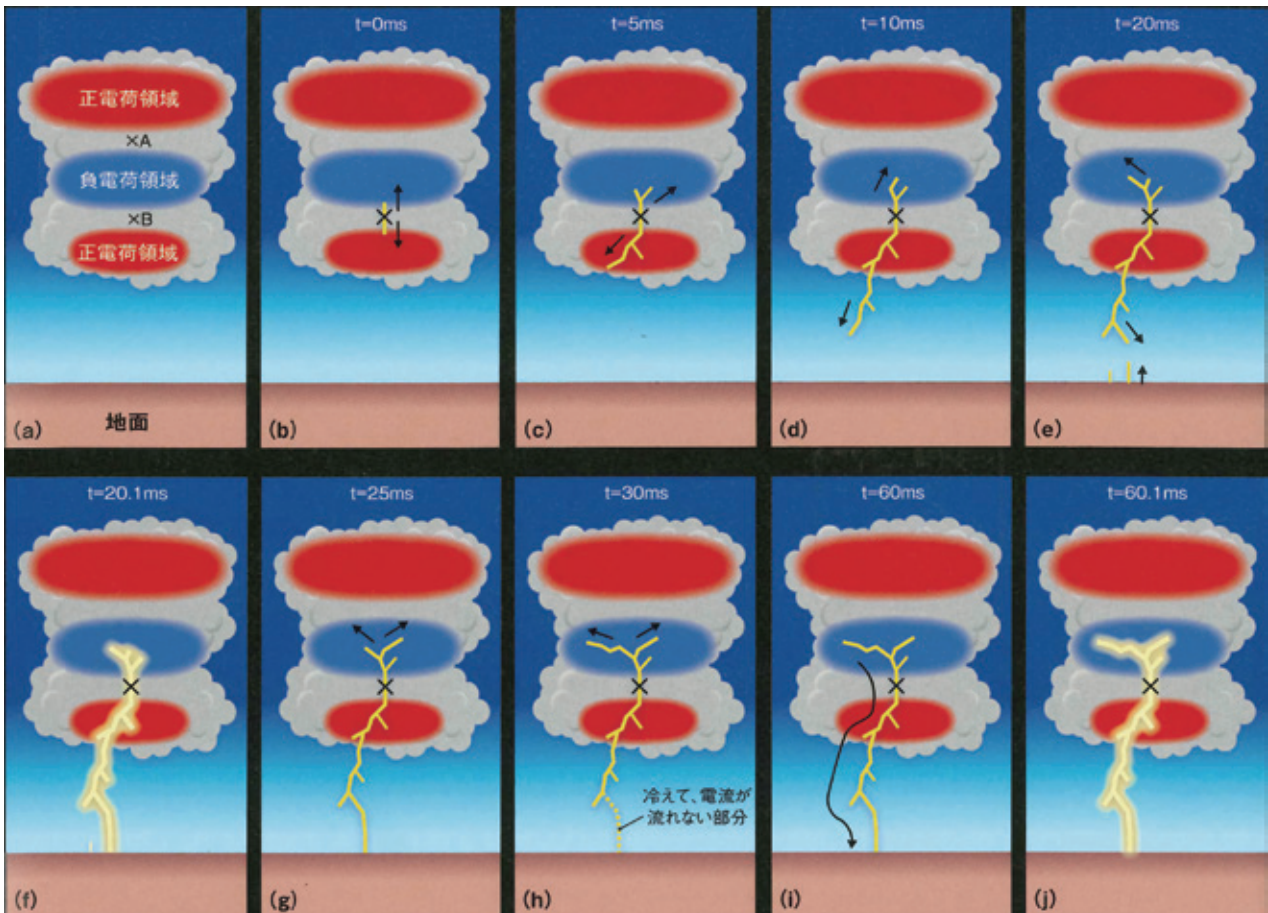 正電荷領域
×A
負電荷領域
×B
正電荷領域
地面
(a)
t=0ms
(b)
t=5ms
(c)
t=10ms
(d)
t=20ms
(e)
t=20.1ms
(f)
t=25ms
(g)
t=30ms
冷えて、電流が
流れない部分
(h)
t=60ms
(i)
t=60.1ms
(j)